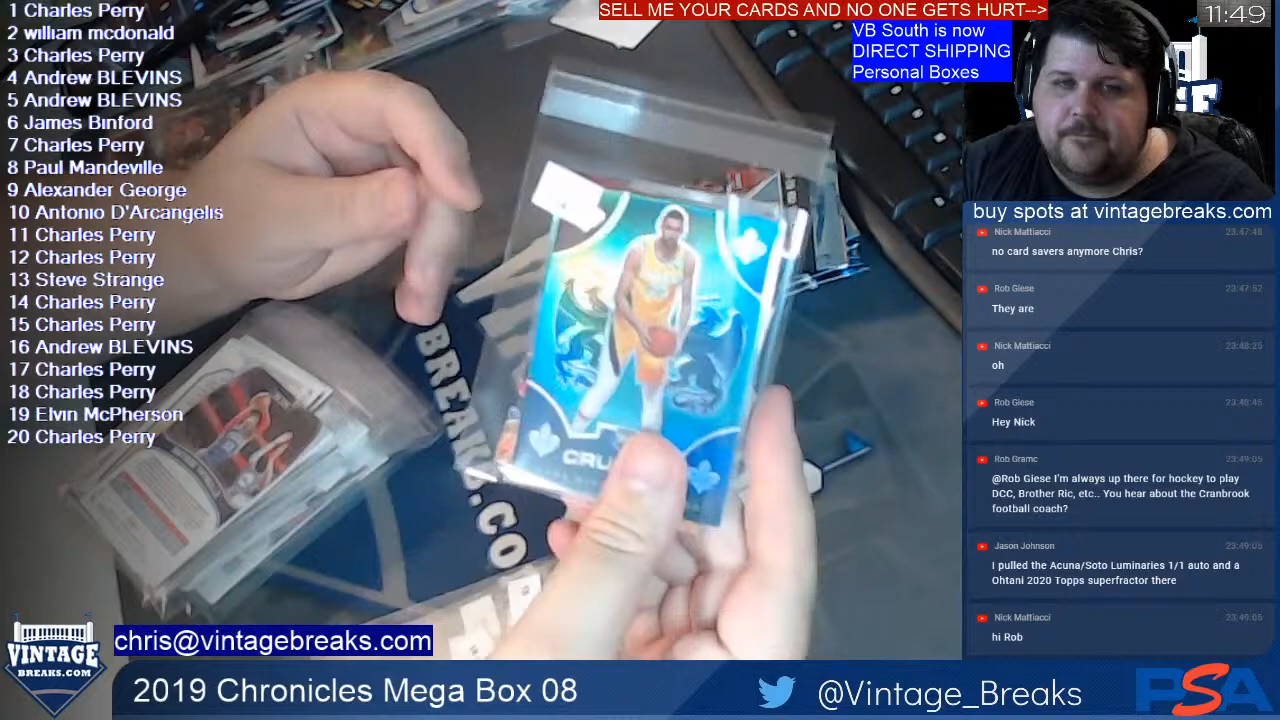 1 Charles Perry
2 william mcdonald
3 Charles Perry
4 Andrew BLEVINS
5 Andrew BLEVINS
6 James Binford
7 Charles Perry
8 Paul Mandeville
9 Alexander George
10 Antonio D'Arcangelis
11 Charles Perry
12 Charles Perry
13 Steve Strange
14 Charles Perry
15 Charles Perry
16 Andrew BLEVINS
17 Charles Perry
18 Charles Perry
19 Elvin McPherson
20 Charles Perry
SELL ME YOUR CARDS AND NO ONE GETS HURT-->
VB South is now
DIRECT SHIPPING
Personal Boxes
11:49
buy spots at vintagebreaks.com
Nick Mattiacci 23:47:48
no card savers anymore Chris?
Rob Giese 23:47:52
They are
Nick Mattiacci 23:48:25
oh
Rob Giese 23:48:45
Hey Nick
Rob Gramc 23:49:05
@Rob Giese I'm always up there for hockey to play
DCC, Brother Ric, etc.. You hear about the Cranbrook
football coach?
Jason Johnson 23:49:05
I pulled the Acuna/Soto Luminaries 1/1 auto and a
Ohtani 2020 Topps superfractor there
Nick Mattiacci 23:49:05
hi Rob
BREAKS.CO
CRU
VINTAGE
BREAKS.COM
chris@vintagebreaks.com
2019 Chronicles Mega Box 08
@Vintage_Breaks
PSA